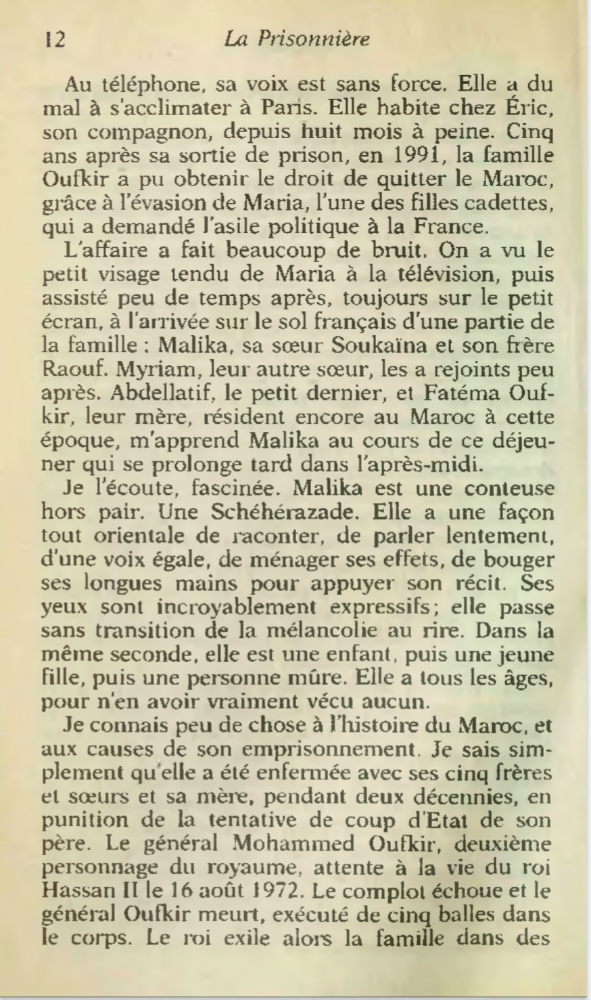 12
La Prisonnière
Au téléphone, sa voix est sans force. Elle a du
mal à s'acclimater à Paris. Elle habite chez Éric,
son compagnon, depuis huit mois à peine. Cinq
ans après sa sortie de prison, en 1991, la famille
Oufkir a pu obtenir le droit de quitter le Maroc,
grâce à l'évasion de Maria, l'une des filles cadettes,
qui a demandé l'asile politique à la France.
L'affaire a fait beaucoup de bruit. On a vu le
petit visage tendu de Maria à la télévision, puis
assisté peu de temps après, toujours sur le petit
écran, à l'arrivée sur le sol français d'une partie de
la famille : Malika, sa sœur Soukaïna et son frère
Raouf. Myriam, leur autre sœur, les a rejoints peu
après. Abdellatif, le petit dernier, et Fatéma Ouf-
kir, leur mère, résident encore au Maroc à cette
époque, m'apprend Malika au cours de ce déjeu-
ner qui se prolonge tard dans l'après-midi.
Je l'écoute, fascinée. Malika est une conteuse
hors pair. Une Schéhérazade. Elle a une façon
tout orientale de raconter, de parler lentement,
d'une voix égale, de ménager ses effets, de bouger
ses longues mains pour appuyer son récit. Ses
yeux sont incroyablement expressifs; elle passe
sans transition de la mélancolie au rire. Dans la
même seconde, elle est une enfant, puis une jeune
fille, puis une personne mûre. Elle a tous les âges,
pour n'en avoir vraiment vécu aucun.
Je connais peu de chose à l'histoire du Maroc, et
aux causes de son emprisonnement. Je sais sim-
plement qu'elle a été enfermée avec ses cinq frères
et sœurs et sa mère, pendant deux décennies, en
punition de la tentative de coup d'Etat de son
père. Le général Mohammed Oufkir, deuxième
personnage du royaume, attente à la vie du roi
Hassan II le 16 août 1972. Le complot échoue et le
général Oufkir meurt, exécuté de cinq balles dans
le corps. Le roi exile alors la famille dans des